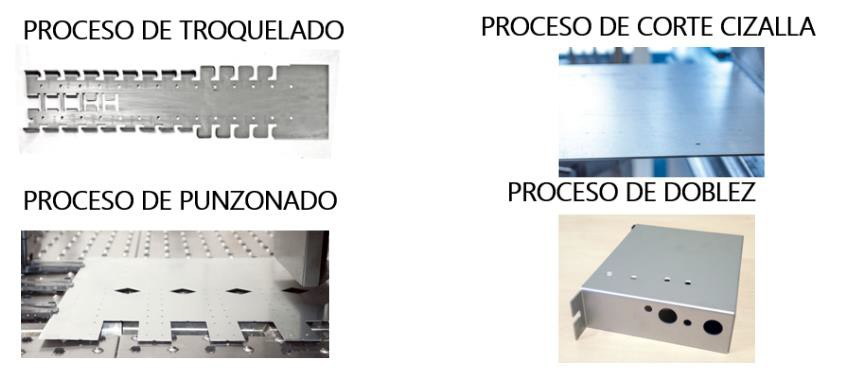 PROCESO DE TROQUELADO
PROCESO DE CORTE CIZALLA
PROCESO DE PUNZONADO
PROCESO DE DOBLEZ